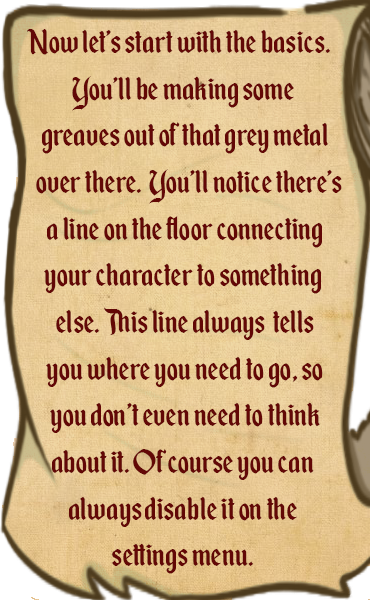 Now let's start with the basics.
You'll be making some
greaves out of that grey metal
over there. You'll notice there's
a line on the floor connecting
your character to something
else. This line always tells
you where you need to go, so
you don't even need to think
about it. Of course you can
always disable it on the
settings menu.